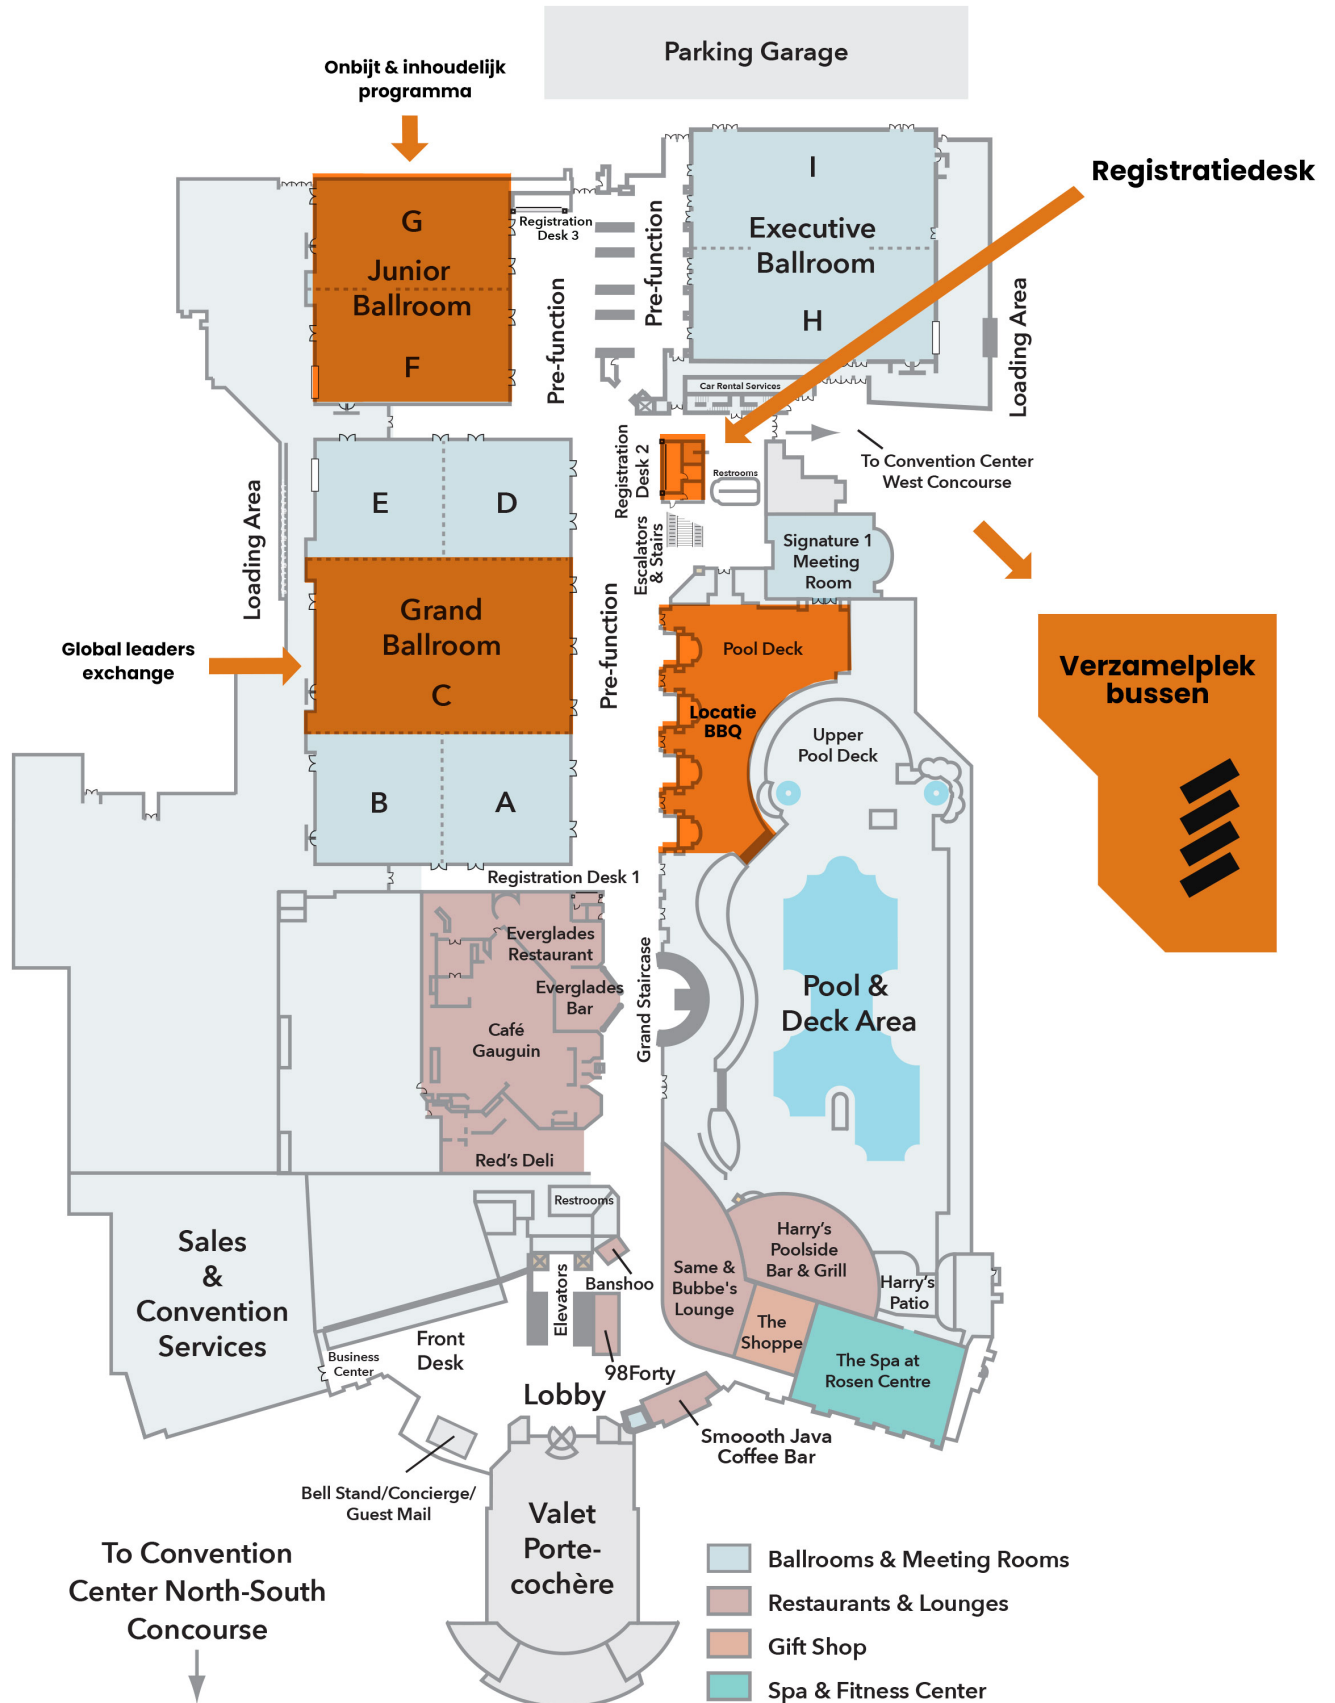 Parking Garage
Onbijt & inhoudelijk
programma
Registratiedesk
G
Junior
Ballroom
F
Registration
Desk 3
Pre-function
Pre-function
I
Executive
Ballroom
H
Loading Area
Car Rental Services
Registration
Desk 2
Restrooms
To Convention Center
West Concourse
Escalators
& Stairs
Signature 1
Meeting
Room
Loading Area
E
D
Grand
Ballroom
C
Global leaders
exchange
Pre-function
B
A
Pool Deck
Locatie
BBQ
Upper
Pool Deck
Verzamelplek
bussen
Registration Desk 1
Everglades
Restaurant
Everglades
Bar
Café
Gauguin
Red's Deli
Grand Staircase
Pool &
Deck Area
Sales
&
Convention
Services
Restrooms
Banshoo
Elevators
98Forty
Front
Desk
Business
Center
Lobby
Same &
Bubbe's
Lounge
Harry's
Poolside
Bar & Grill
Harry's
Patio
The
Shoppe
The Spa at
Rosen Centre
Smoooth Java
Coffee Bar
Bell Stand/Concierge/
Guest Mail
Valet
Porte-
cochère
To Convention
Center North-South
Concourse
Ballrooms & Meeting Rooms
Restaurants & Lounges
Gift Shop
Spa & Fitness Center